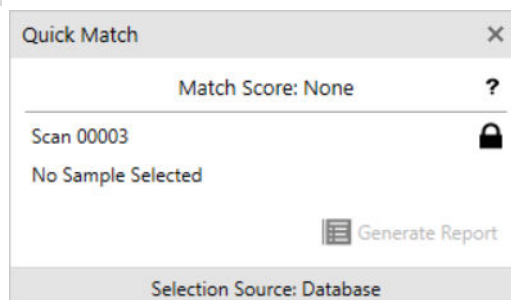 Quick Match
Match Score: None ?
Scan 00003
No Sample Selected
Generate Report
Selection Source: Database